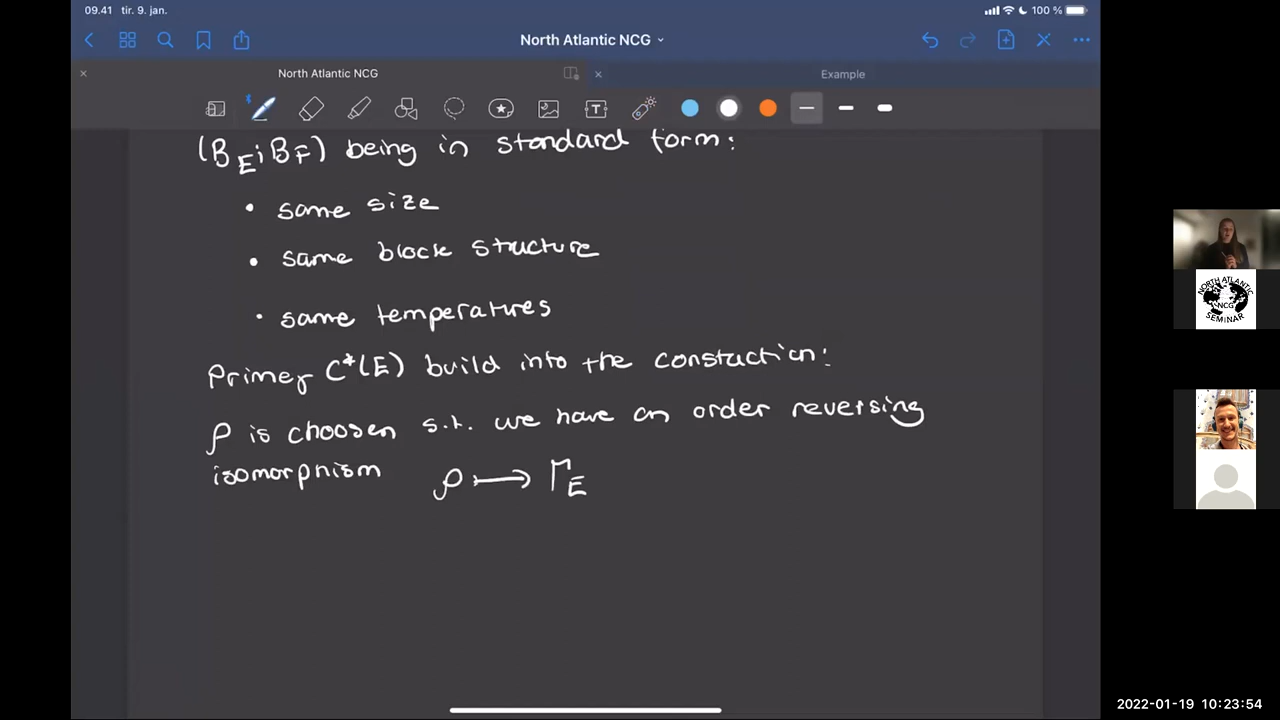 09.41 tir. 9. jan.
100 %
North Atlantic NCG
North Atlantic NCG
Example
(B_E, B_F) being in standard form:
• same size
• same block structure
• same temperatures
Primer C*(E) build into the constuction:
ρ is choosen s.t. we have an order reversing
isomorphism ρ ↦ Γ_E
NORTH ATLANTIC
NCG
SEMINAR
2022-01-19 10:23:54